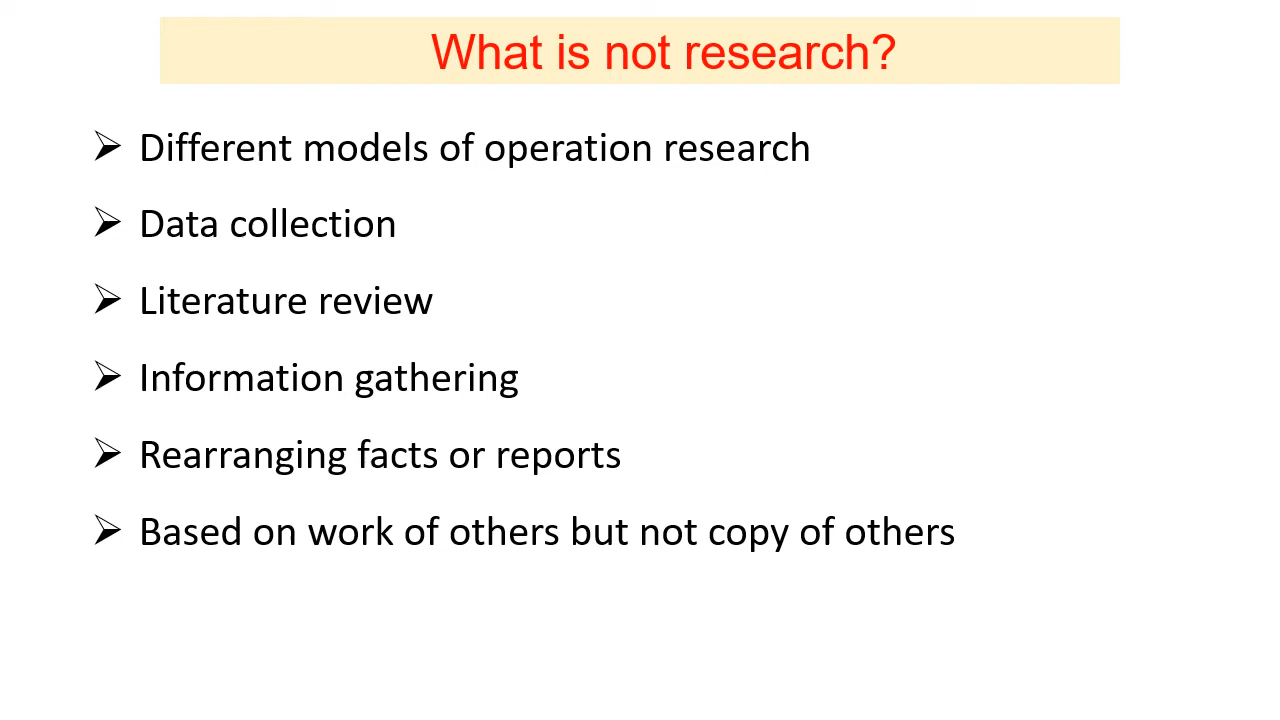 What is not research?
➢ Different models of operation research
➢ Data collection
➢ Literature review
➢ Information gathering
➢ Rearranging facts or reports
➢ Based on work of others but not copy of others